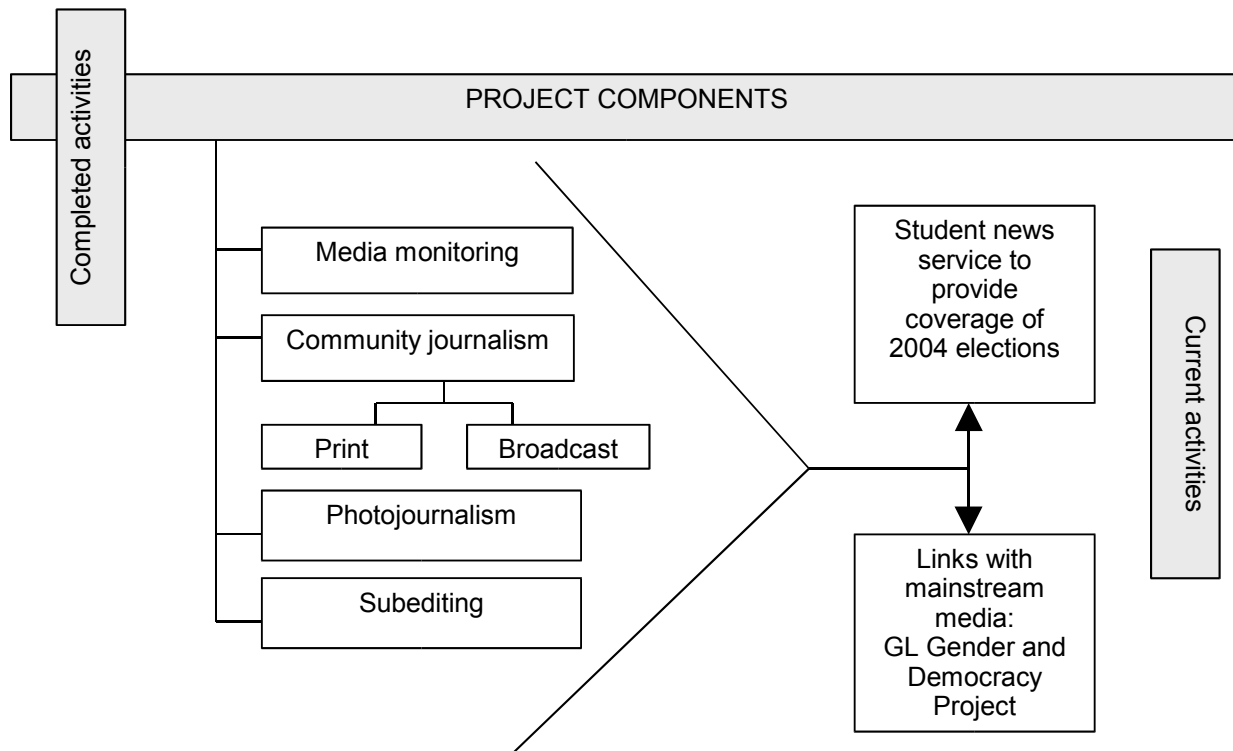 PROJECT COMPONENTS
Completed activities
Media monitoring
Community journalism
Print
Broadcast
Photojournalism
Subediting
Student news
service to
provide
coverage of
2004 elections
Links with
mainstream
media:
GL Gender and
Democracy
Project
Current activities